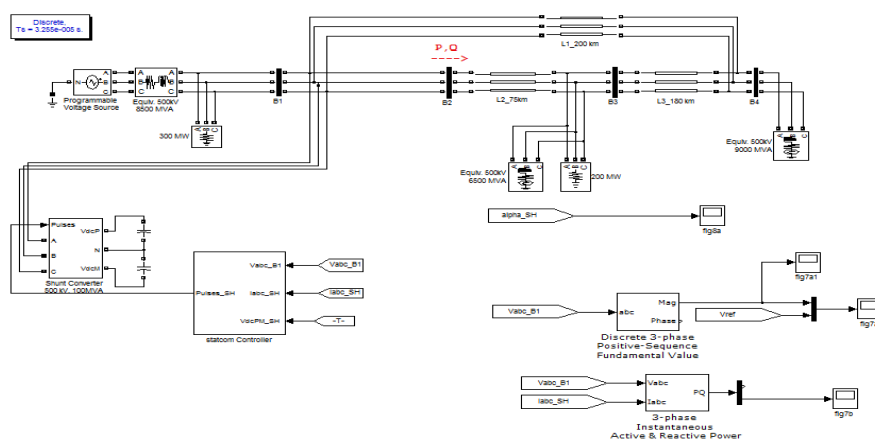 Discrete,
Ts = 3.255e-005 s.
L1_200 km
P,Q
N
A
B
C
Programmable
Voltage Source
A
B
C
A
B
C
Equiv. 500kV
8500 MVA
A
B
C
300 MW
B1
B2
L2_75km
B3
L3_180 km
B4
A
B
C
Equiv. 500kV
6500 MVA
A
B
C
200 MW
A
B
C
Equiv. 500kV
9000 MVA
alpha_SH
fig8a
Pulses
A
B
C
VdcP
N
VdcM
Shunt Converter
500 kV, 100MVA
Pulses_SH
Vabc_B1
Iabc_SH
VdcPM_SH
statcom Controller
Vabc_B1
Iabc_SH
-T-
fig7a1
Vabc_B1
abc
Mag
Phase
Vref
Discrete 3-phase
Positive-Sequence
Fundamental Value
Vabc_B1
Iabc_SH
Vabc
Iabc
PQ
fig7b
3-phase
Instantaneous
Active & Reactive Power